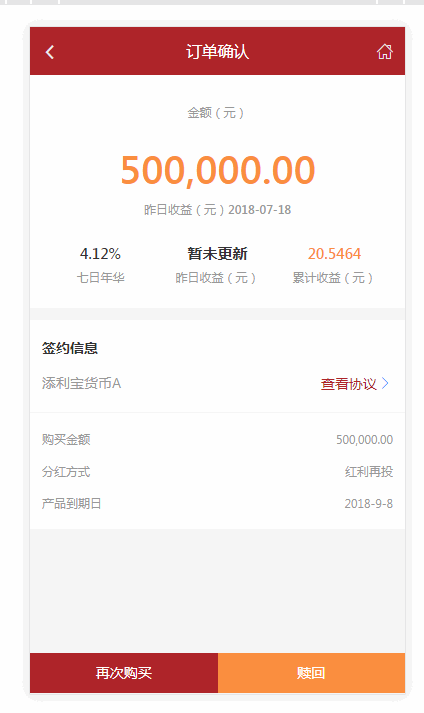 订单确认
金额（元）
500,000.00
昨日收益（元）2018-07-18
4.12% 暂未更新 20.5464
七日年华 昨日收益（元） 累计收益（元）
签约信息
添利宝货币A 查看协议
购买金额 500,000.00
分红方式 红利再投
产品到期日 2018-9-8
再次购买 赎回